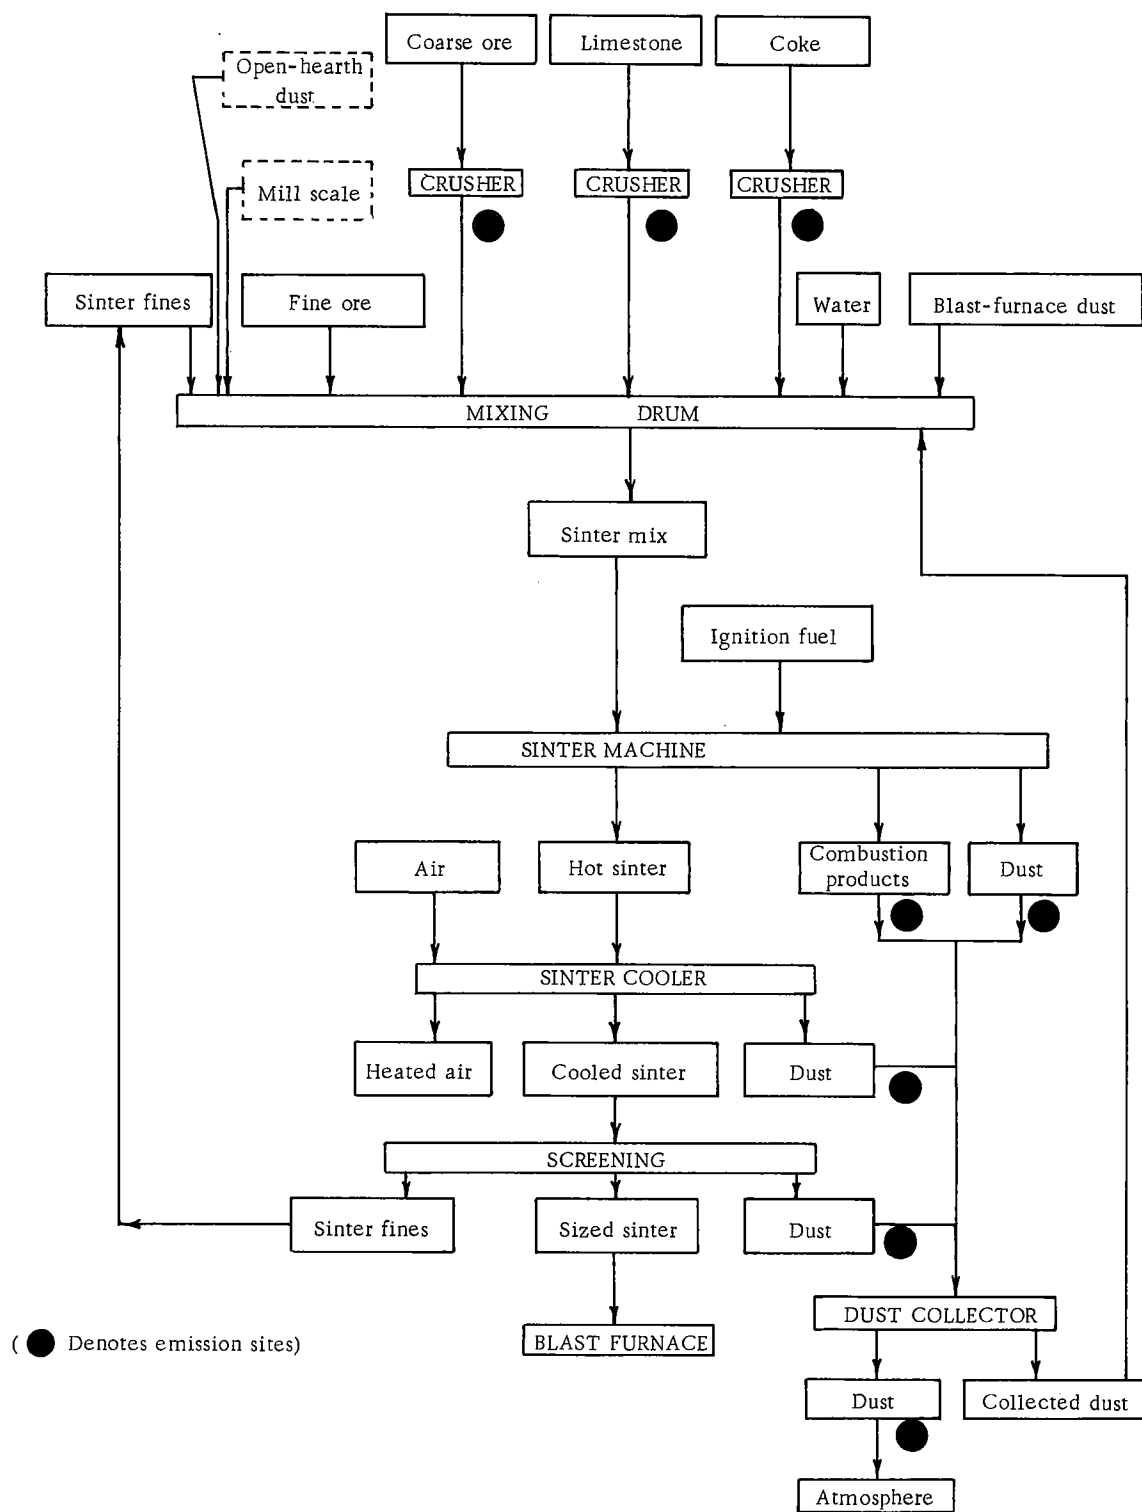 Coarse ore
Limestone
Coke
Open-hearth
dust
CRUSHER
CRUSHER
CRUSHER
Mill scale
Sinter fines
Fine ore
Water
Blast-furnace dust
MIXING DRUM
Sinter mix
Ignition fuel
SINTER MACHINE
Air
Hot sinter
Combustion
products
Dust
SINTER COOLER
Heated air
Cooled sinter
Dust
SCREENING
Sinter fines
Sized sinter
Dust
DUST COLLECTOR
( Denotes emission sites)
BLAST FURNACE
Dust
Collected dust
Atmosphere